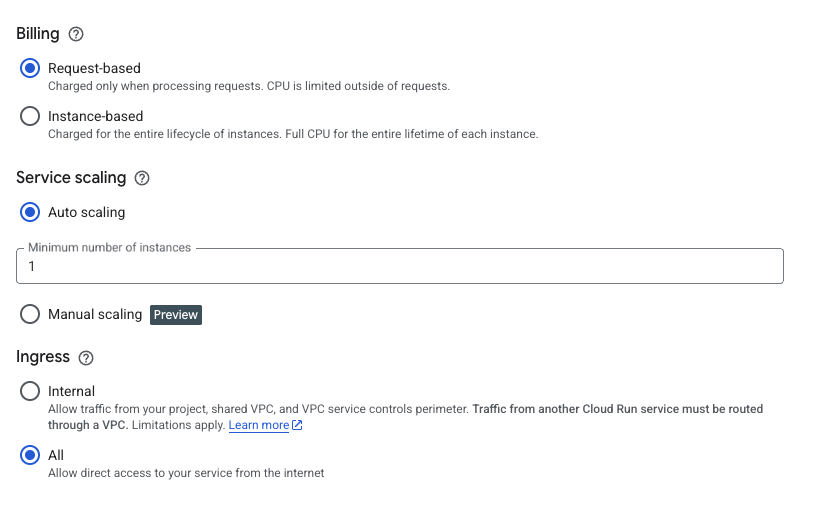 Billing
Request-based
Charged only when processing requests. CPU is limited outside of requests.
Instance-based
Charged for the entire lifecycle of instances. Full CPU for the entire lifetime of each instance.
Service scaling
Auto scaling
Minimum number of instances
1
Manual scaling Preview
Ingress
Internal
Allow traffic from your project, shared VPC, and VPC service controls perimeter. Traffic from another Cloud Run service must be routed
through a VPC. Limitations apply. Learn more
All
Allow direct access to your service from the internet